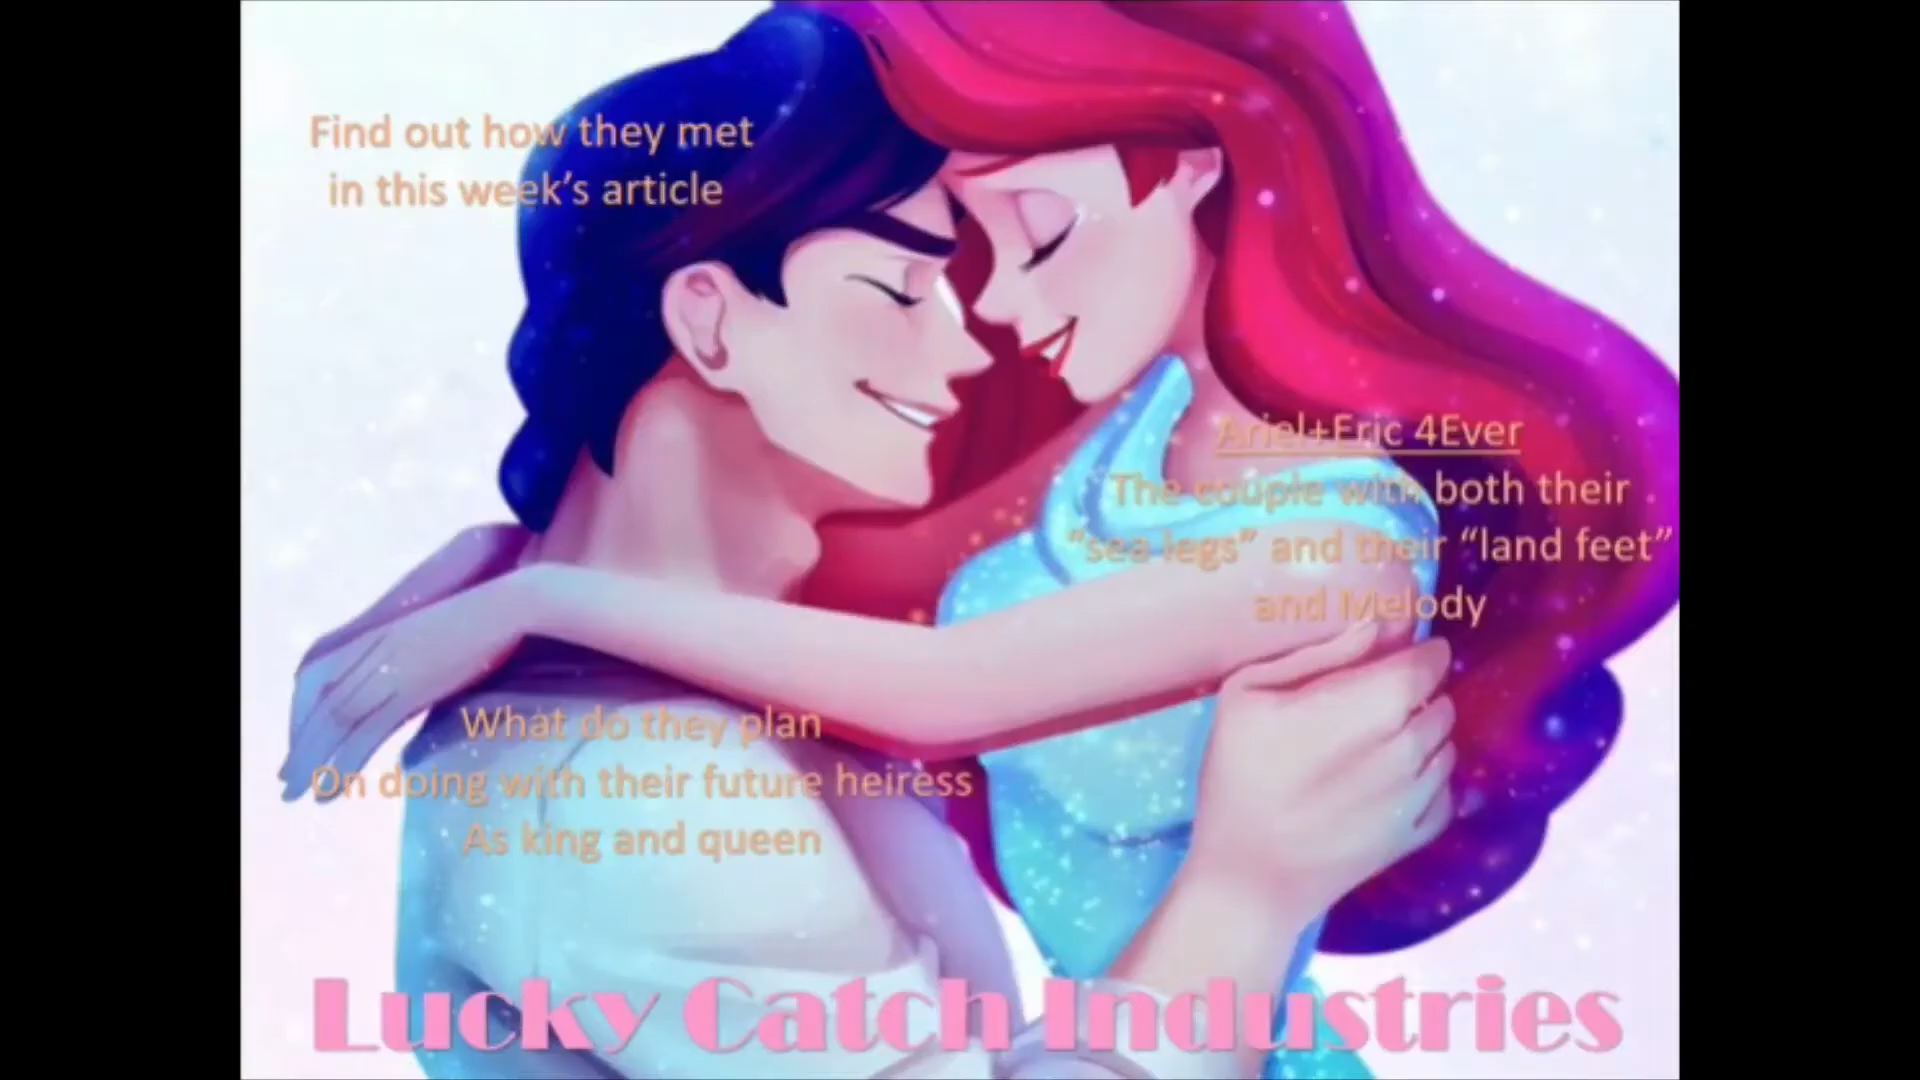 Find out how they met
in this week’s article
Ariel+Eric 4Ever
The couple with both their
“sea legs” and their “land feet”
and Melody
What do they plan
On doing with their future heiress
As king and queen
Lucky Catch Industries